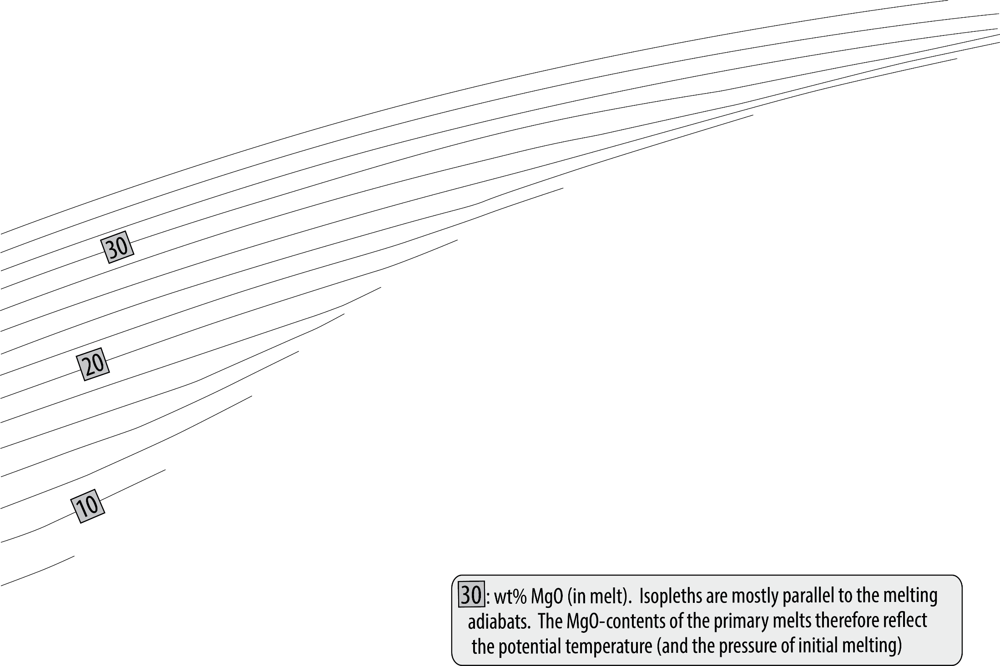 30
20
10
30 : wt% MgO (in melt). Isopleths are mostly parallel to the melting
adiabats. The MgO-contents of the primary melts therefore reflect
the potential temperature (and the pressure of initial melting)